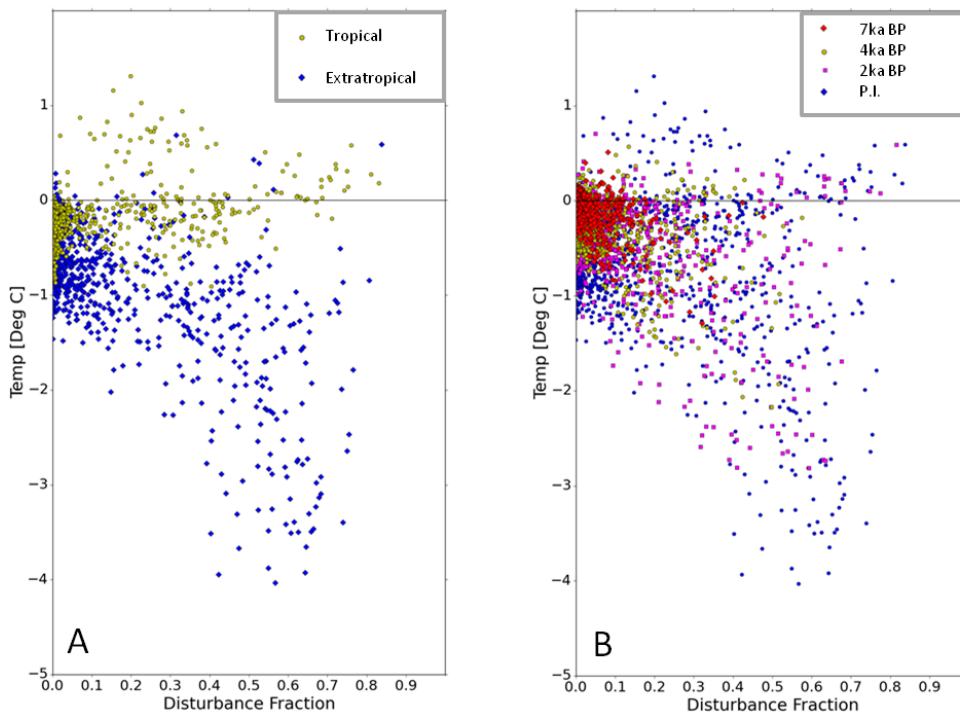 Tropical
Extratropical
1
0
−1
−2
−3
−4
−5
Temp [Deg C]
A
0.0 0.1 0.2 0.3 0.4 0.5 0.6 0.7 0.8 0.9
Disturbance Fraction
7ka BP
4ka BP
2ka BP
P.I.
1
0
−1
−2
−3
−4
−5
Temp [Deg C]
B
0.0 0.1 0.2 0.3 0.4 0.5 0.6 0.7 0.8 0.9
Disturbance Fraction